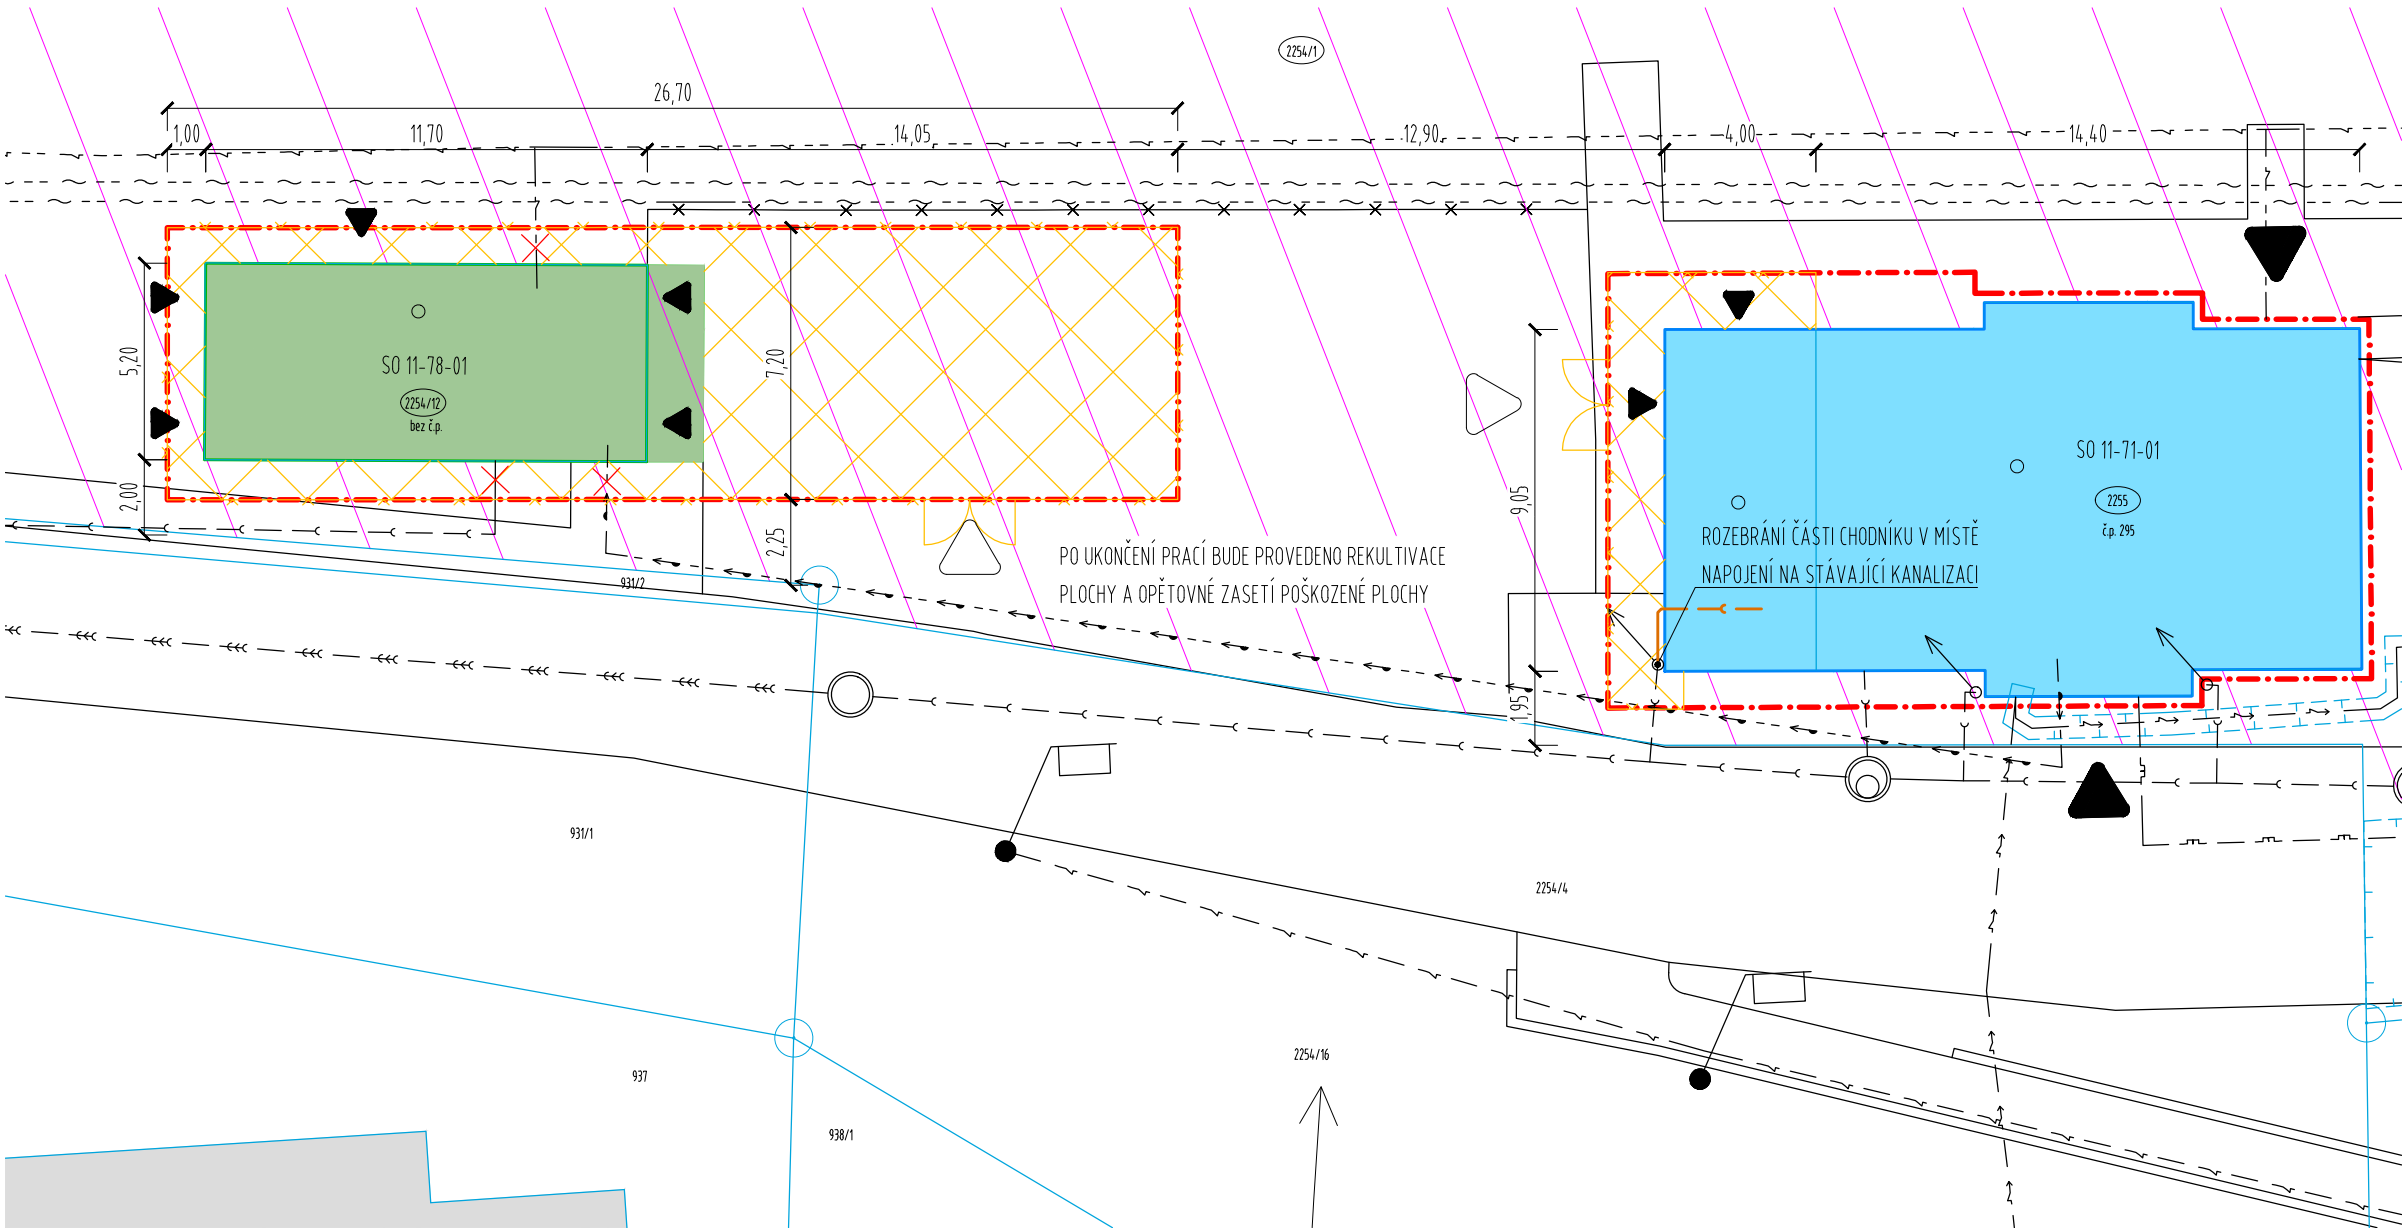 2254/1
26,70
1,00
11,70
14,05
12,90
4,00
14,40
5,20
7,20
SO 11-78-01
2254/12
bez č.p.
2,00
2,25
9,05
1,95
SO 11-71-01
2255
č.p. 295
ROZEBRÁNÍ ČÁSTI CHODNÍKU V MÍSTĚ
NAPOJENÍ NA STÁVAJÍCÍ KANALIZACI
PO UKONČENÍ PRACÍ BUDE PROVEDENO REKULTIVACE
PLOCHY A OPĚTOVNÉ ZASETÍ POŠKOZENÉ PLOCHY
931/2
931/1
2254/4
2254/16
937
938/1